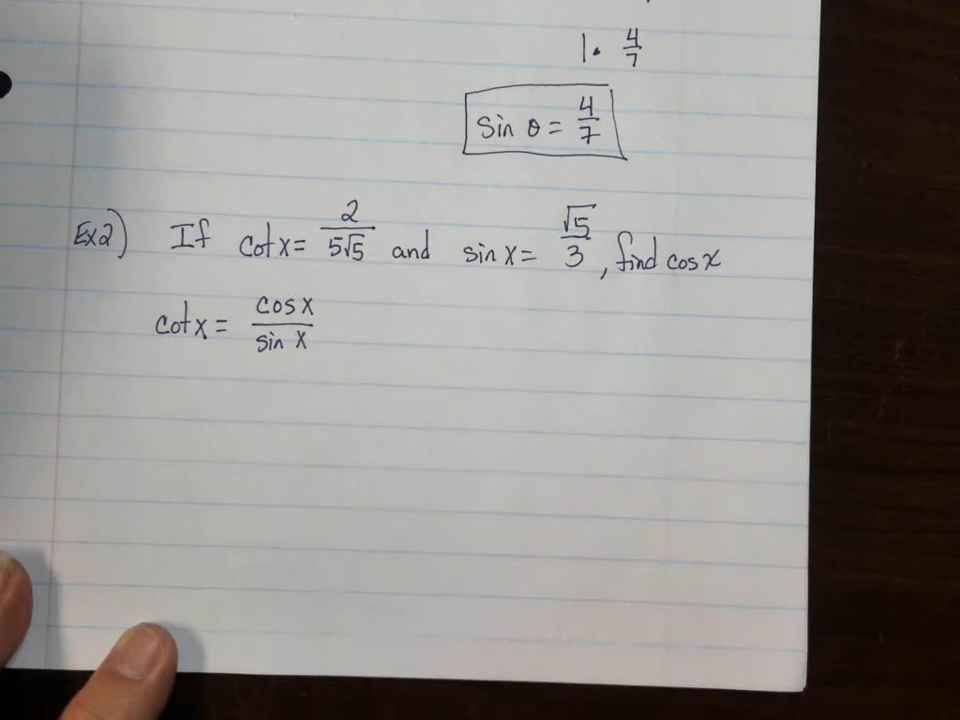 1 · 4/7
sin θ = 4/7
Ex2) If cot x = 2/5√5 and sin x = √5/3, find cos x
cot x = cos x/sin x